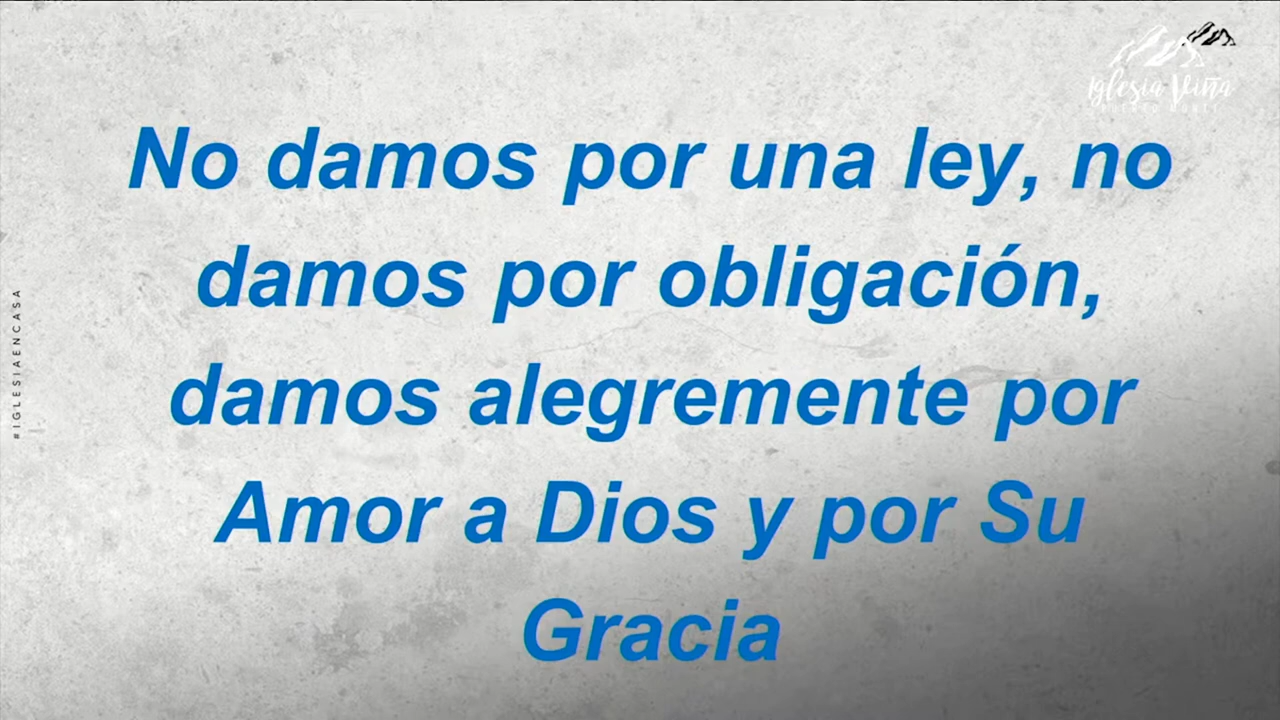 Iglesia Viña
No damos por una ley, no
damos por obligación,
damos alegremente por
Amor a Dios y por Su
Gracia
#IGLESIAENCASA